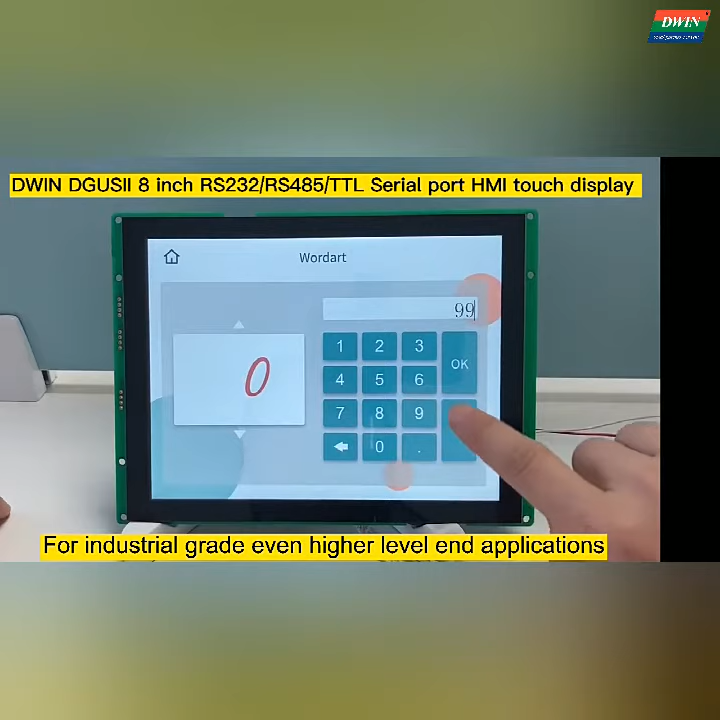 DWIN
DWIN DGUSII 8 inch RS232/RS485/TTL Serial port HMI touch display
Wordart
99
0
1 2 3
OK
4 5 6
7 8 9
0 .
For industrial grade even higher level end applications